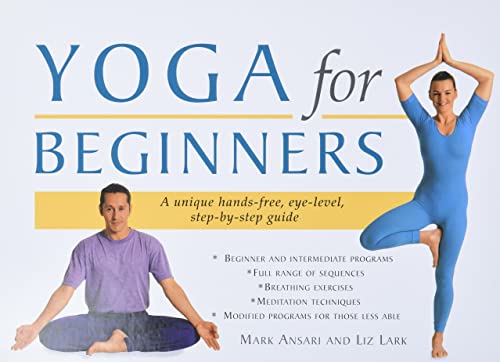 YOGA for
BEGINNERS
A unique hands-free, eye-level,
step-by-step guide
* BEGINNER AND INTERMEDIATE PROGRAMS
* FULL RANGE OF SEQUENCES
* BREATHING EXERCISES
* MEDITATION TECHNIQUES
* MODIFIED PROGRAMS FOR THOSE LESS ABLE
MARK ANSARI AND LIZ LARK